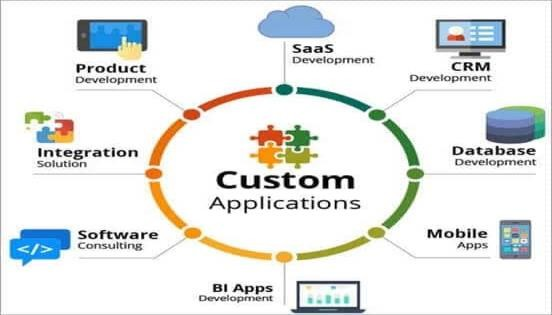 SaaS
Development
CRM
Development
Database
Development
Mobile
Apps
BI Apps
Development
Software
Consulting
</>
Integration
Solution
Product
Development
Custom
Applications